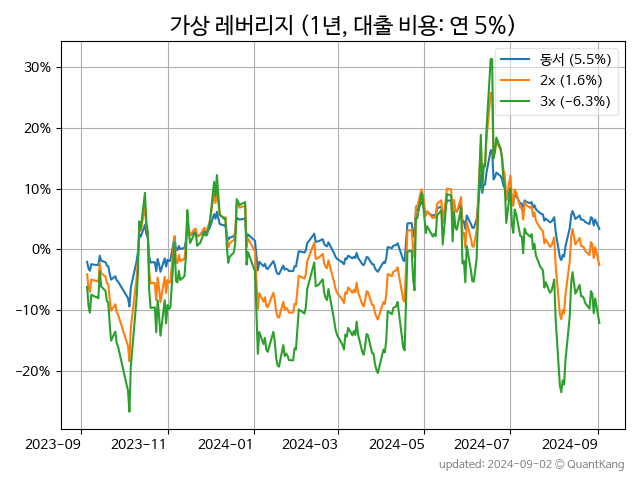 가상 레버리지 (1년, 대출 비용: 연 5%)
동서 (5.5%)
2x (1.6%)
3x (−6.3%)
30%
20%
10%
0%
−10%
−20%
2023-09 2023-11 2024-01 2024-03 2024-05 2024-07 2024-09
updated: 2024-09-02 © QuantKang